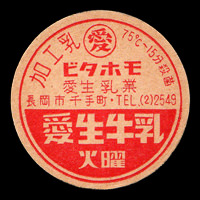 加工乳 愛 75℃~15分殺菌
ビタホモ
愛生乳業
長岡市千手町・TEL.(2)2549
愛生牛乳
火曜